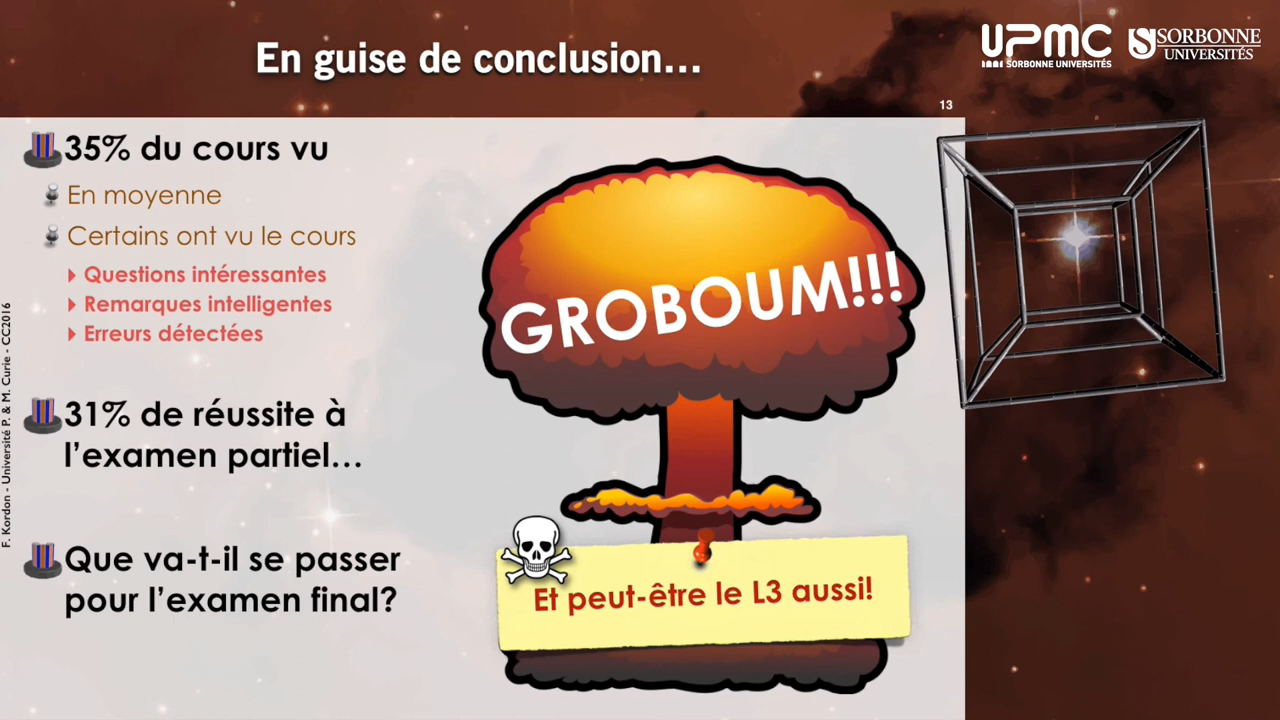 En guise de conclusion...
UPMC
SORBONNE UNIVERSITÉS
SORBONNE
UNIVERSITÉS
13
35% du cours vu
En moyenne
Certains ont vu le cours
Questions intéressantes
Remarques intelligentes
Erreurs détectées
31% de réussite à
l'examen partiel...
Que va-t-il se passer
pour l'examen final?
GROBOUM!!!
Et peut-être le L3 aussi!
F. Kordon - Université P. & M. Curie - CC2016